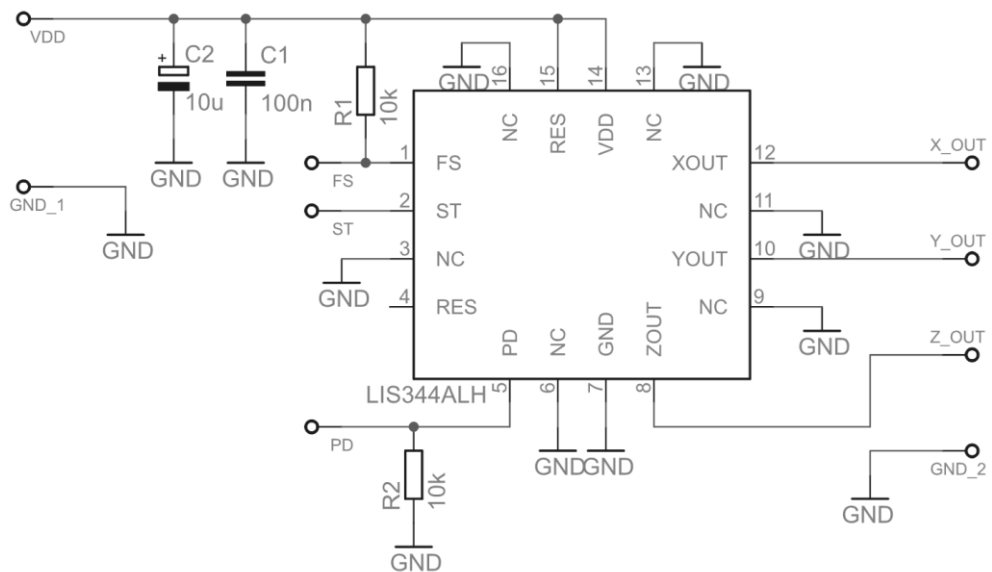 VDD
C2
+
10u
GND
C1
100n
GND
R1
10k
GND
16
15
14
13
GND
NC
RES
VDD
NC
FS
1
FS
ST
2
ST
3
NC
GND
4
RES
XOUT
12
X_OUT
NC
11
GND
YOUT
10
Y_OUT
NC
9
GND
Z_OUT
GND_1
GND
PD
NC
GND
ZOUT
LIS344ALH
5
6
7
8
PD
R2
10k
GND
GND
GND
GND_2
GND